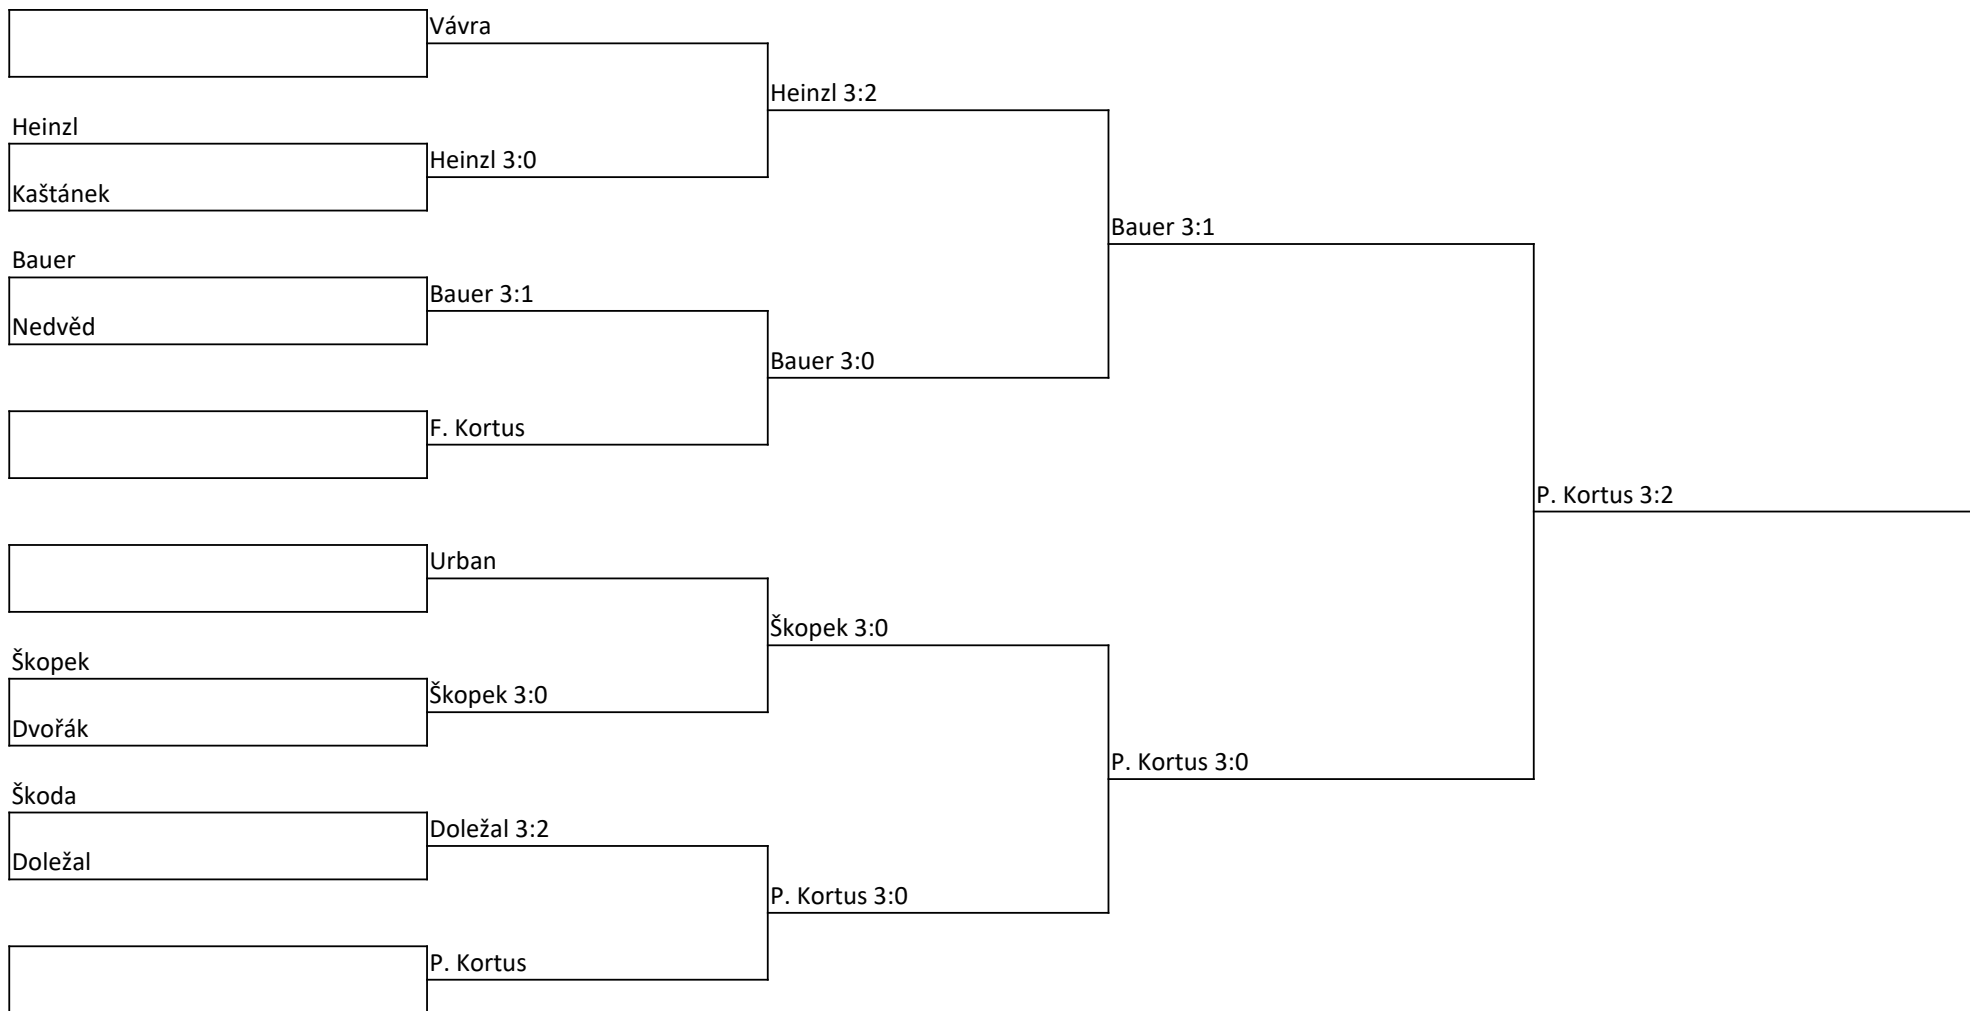 Vávra
Heinzl 3:2
Heinzl
Heinzl 3:0
Kaštánek
Bauer 3:1
Bauer
Bauer 3:1
Nedvěd
Bauer 3:0
F. Kortus
P. Kortus 3:2
Urban
Škopek 3:0
Škopek
Škopek 3:0
Dvořák
P. Kortus 3:0
Škoda
Doležal 3:2
Doležal
P. Kortus 3:0
P. Kortus